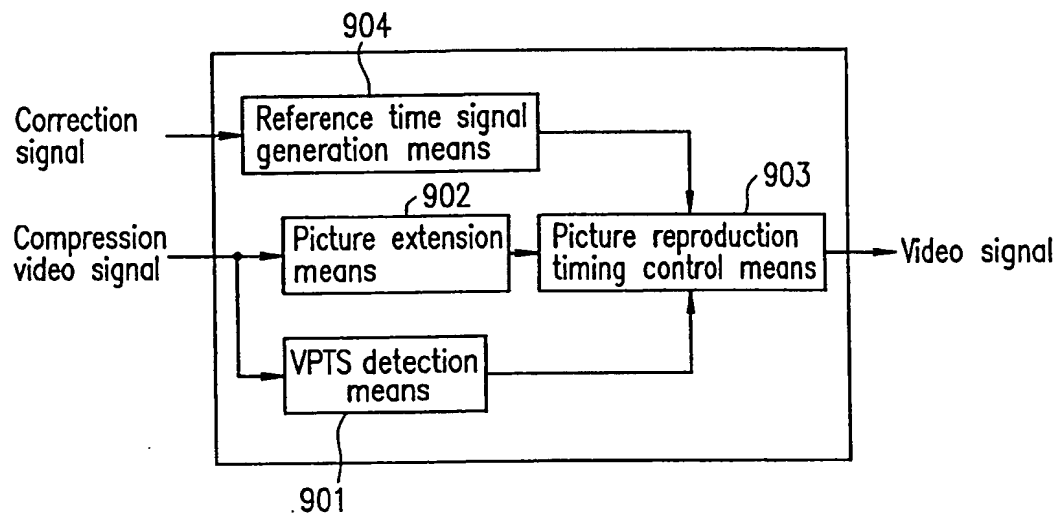 904
Correction
signal
Reference time signal
generation means
902
903
Compression
video signal
Picture extension
means
Picture reproduction
timing control means
Video signal
VPTS detection
means
901